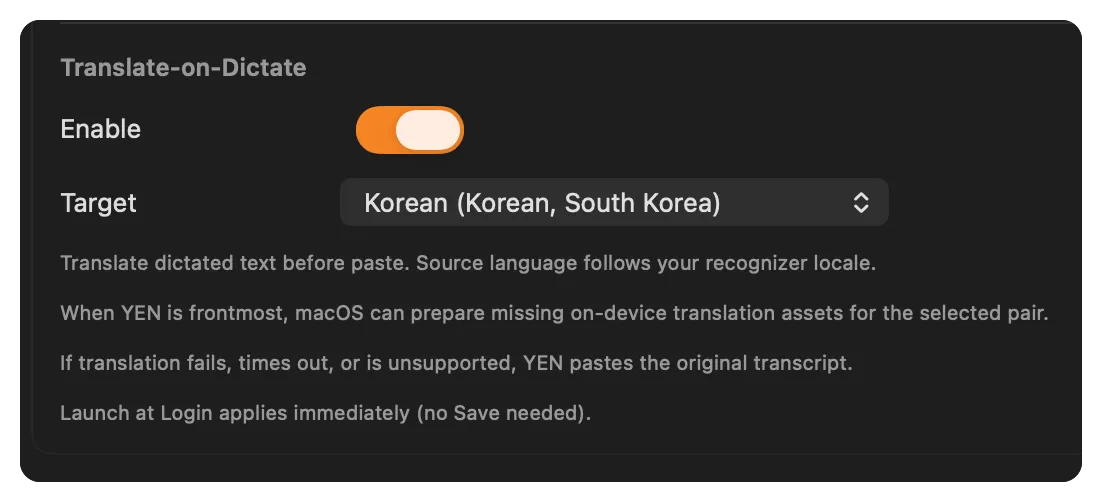 Translate-on-Dictate
Enable
Target
Korean (Korean, South Korea)
Translate dictated text before paste. Source language follows your recognizer locale.
When YEN is frontmost, macOS can prepare missing on-device translation assets for the selected pair.
If translation fails, times out, or is unsupported, YEN pastes the original transcript.
Launch at Login applies immediately (no Save needed).